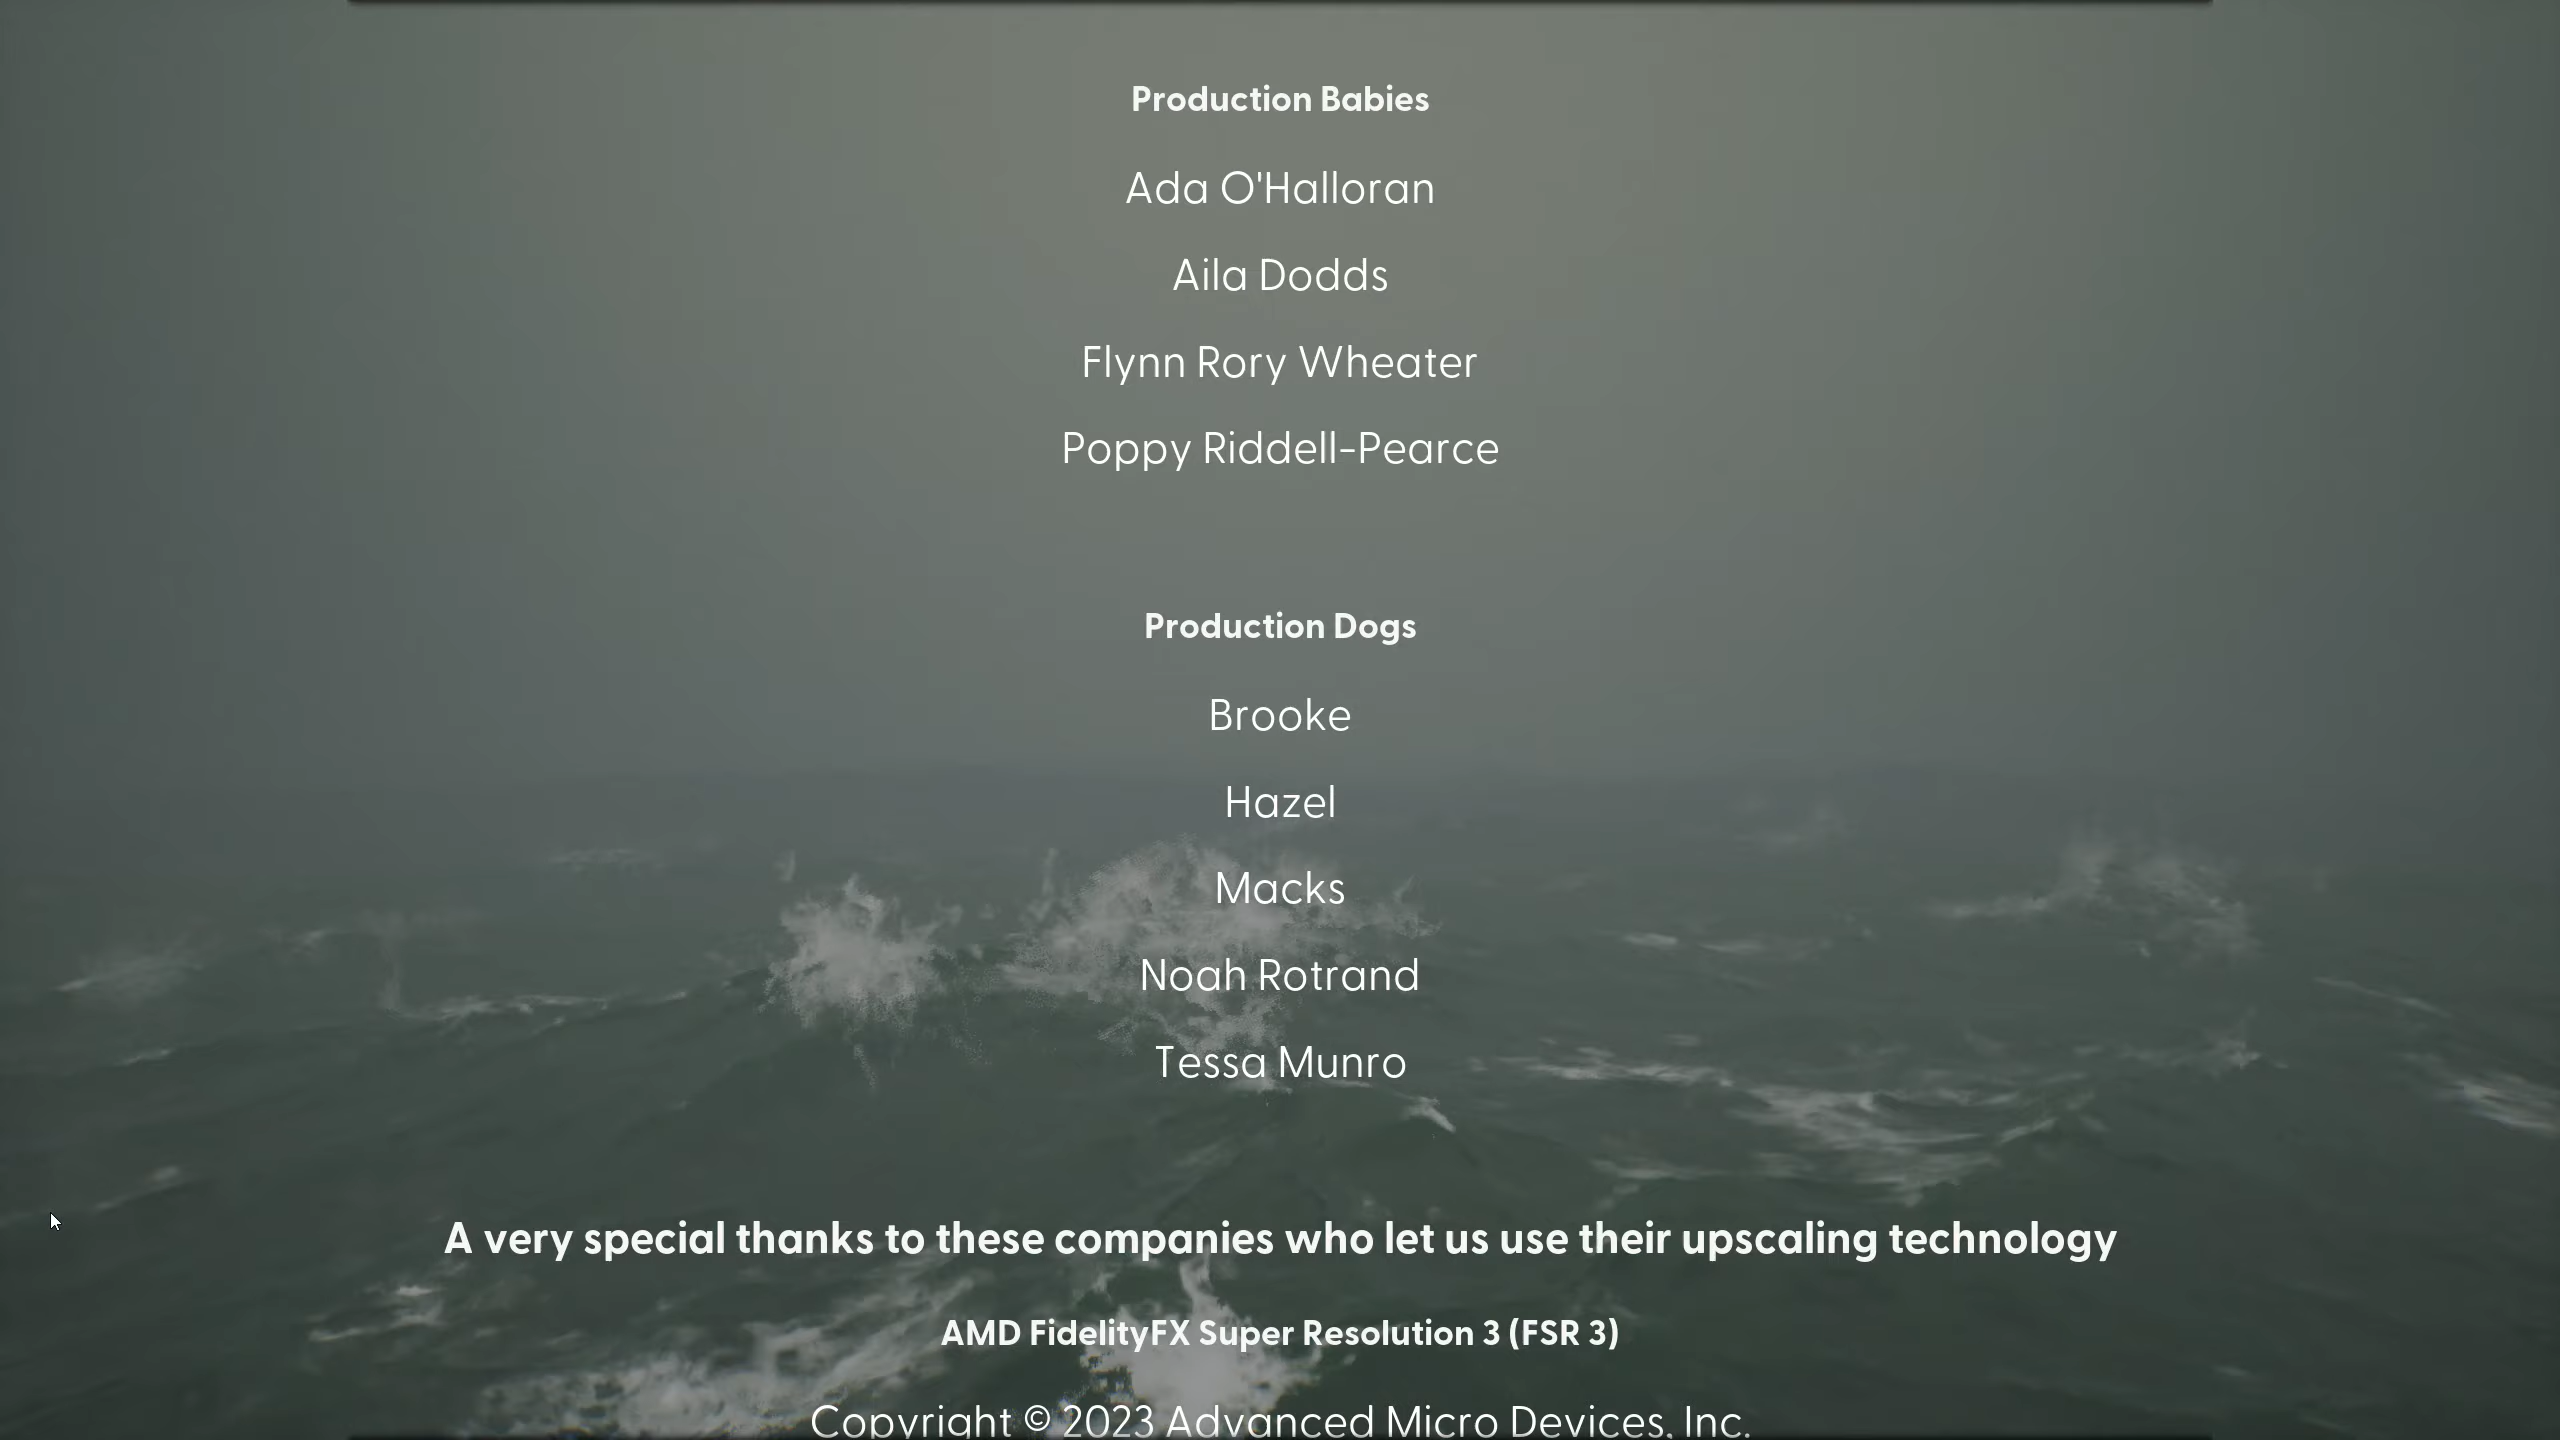 Production Babies
Ada O'Halloran
Aila Dodds
Flynn Rory Wheater
Poppy Riddell-Pearce
Production Dogs
Brooke
Hazel
Macks
Noah Rotrand
Tessa Munro
A very special thanks to these companies who let us use their upscaling technology
AMD FidelityFX Super Resolution 3 (FSR 3)
Copyright © 2023 Advanced Micro Devices, Inc.